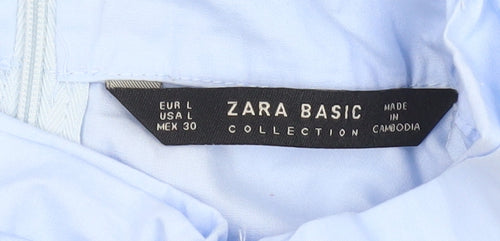 EUR L
USA L
MEX 30
ZARA BASIC
COLLECTION
MADE
IN
CAMBODIA